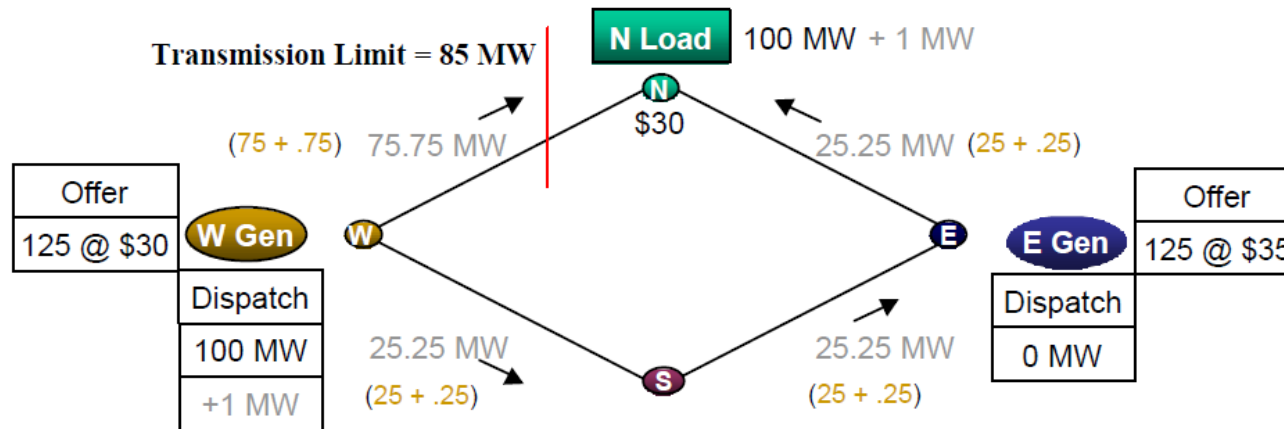 Transmission Limit = 85 MW
N Load 100 MW + 1 MW
N
$30
(75 + .75) 75.75 MW
25.25 MW (25 + .25)
Offer
125 @ $30
W Gen
W
E
E Gen
Offer
125 @ $35
Dispatch
100 MW
+1 MW
25.25 MW
(25 + .25)
S
25.25 MW
(25 + .25)
Dispatch
0 MW